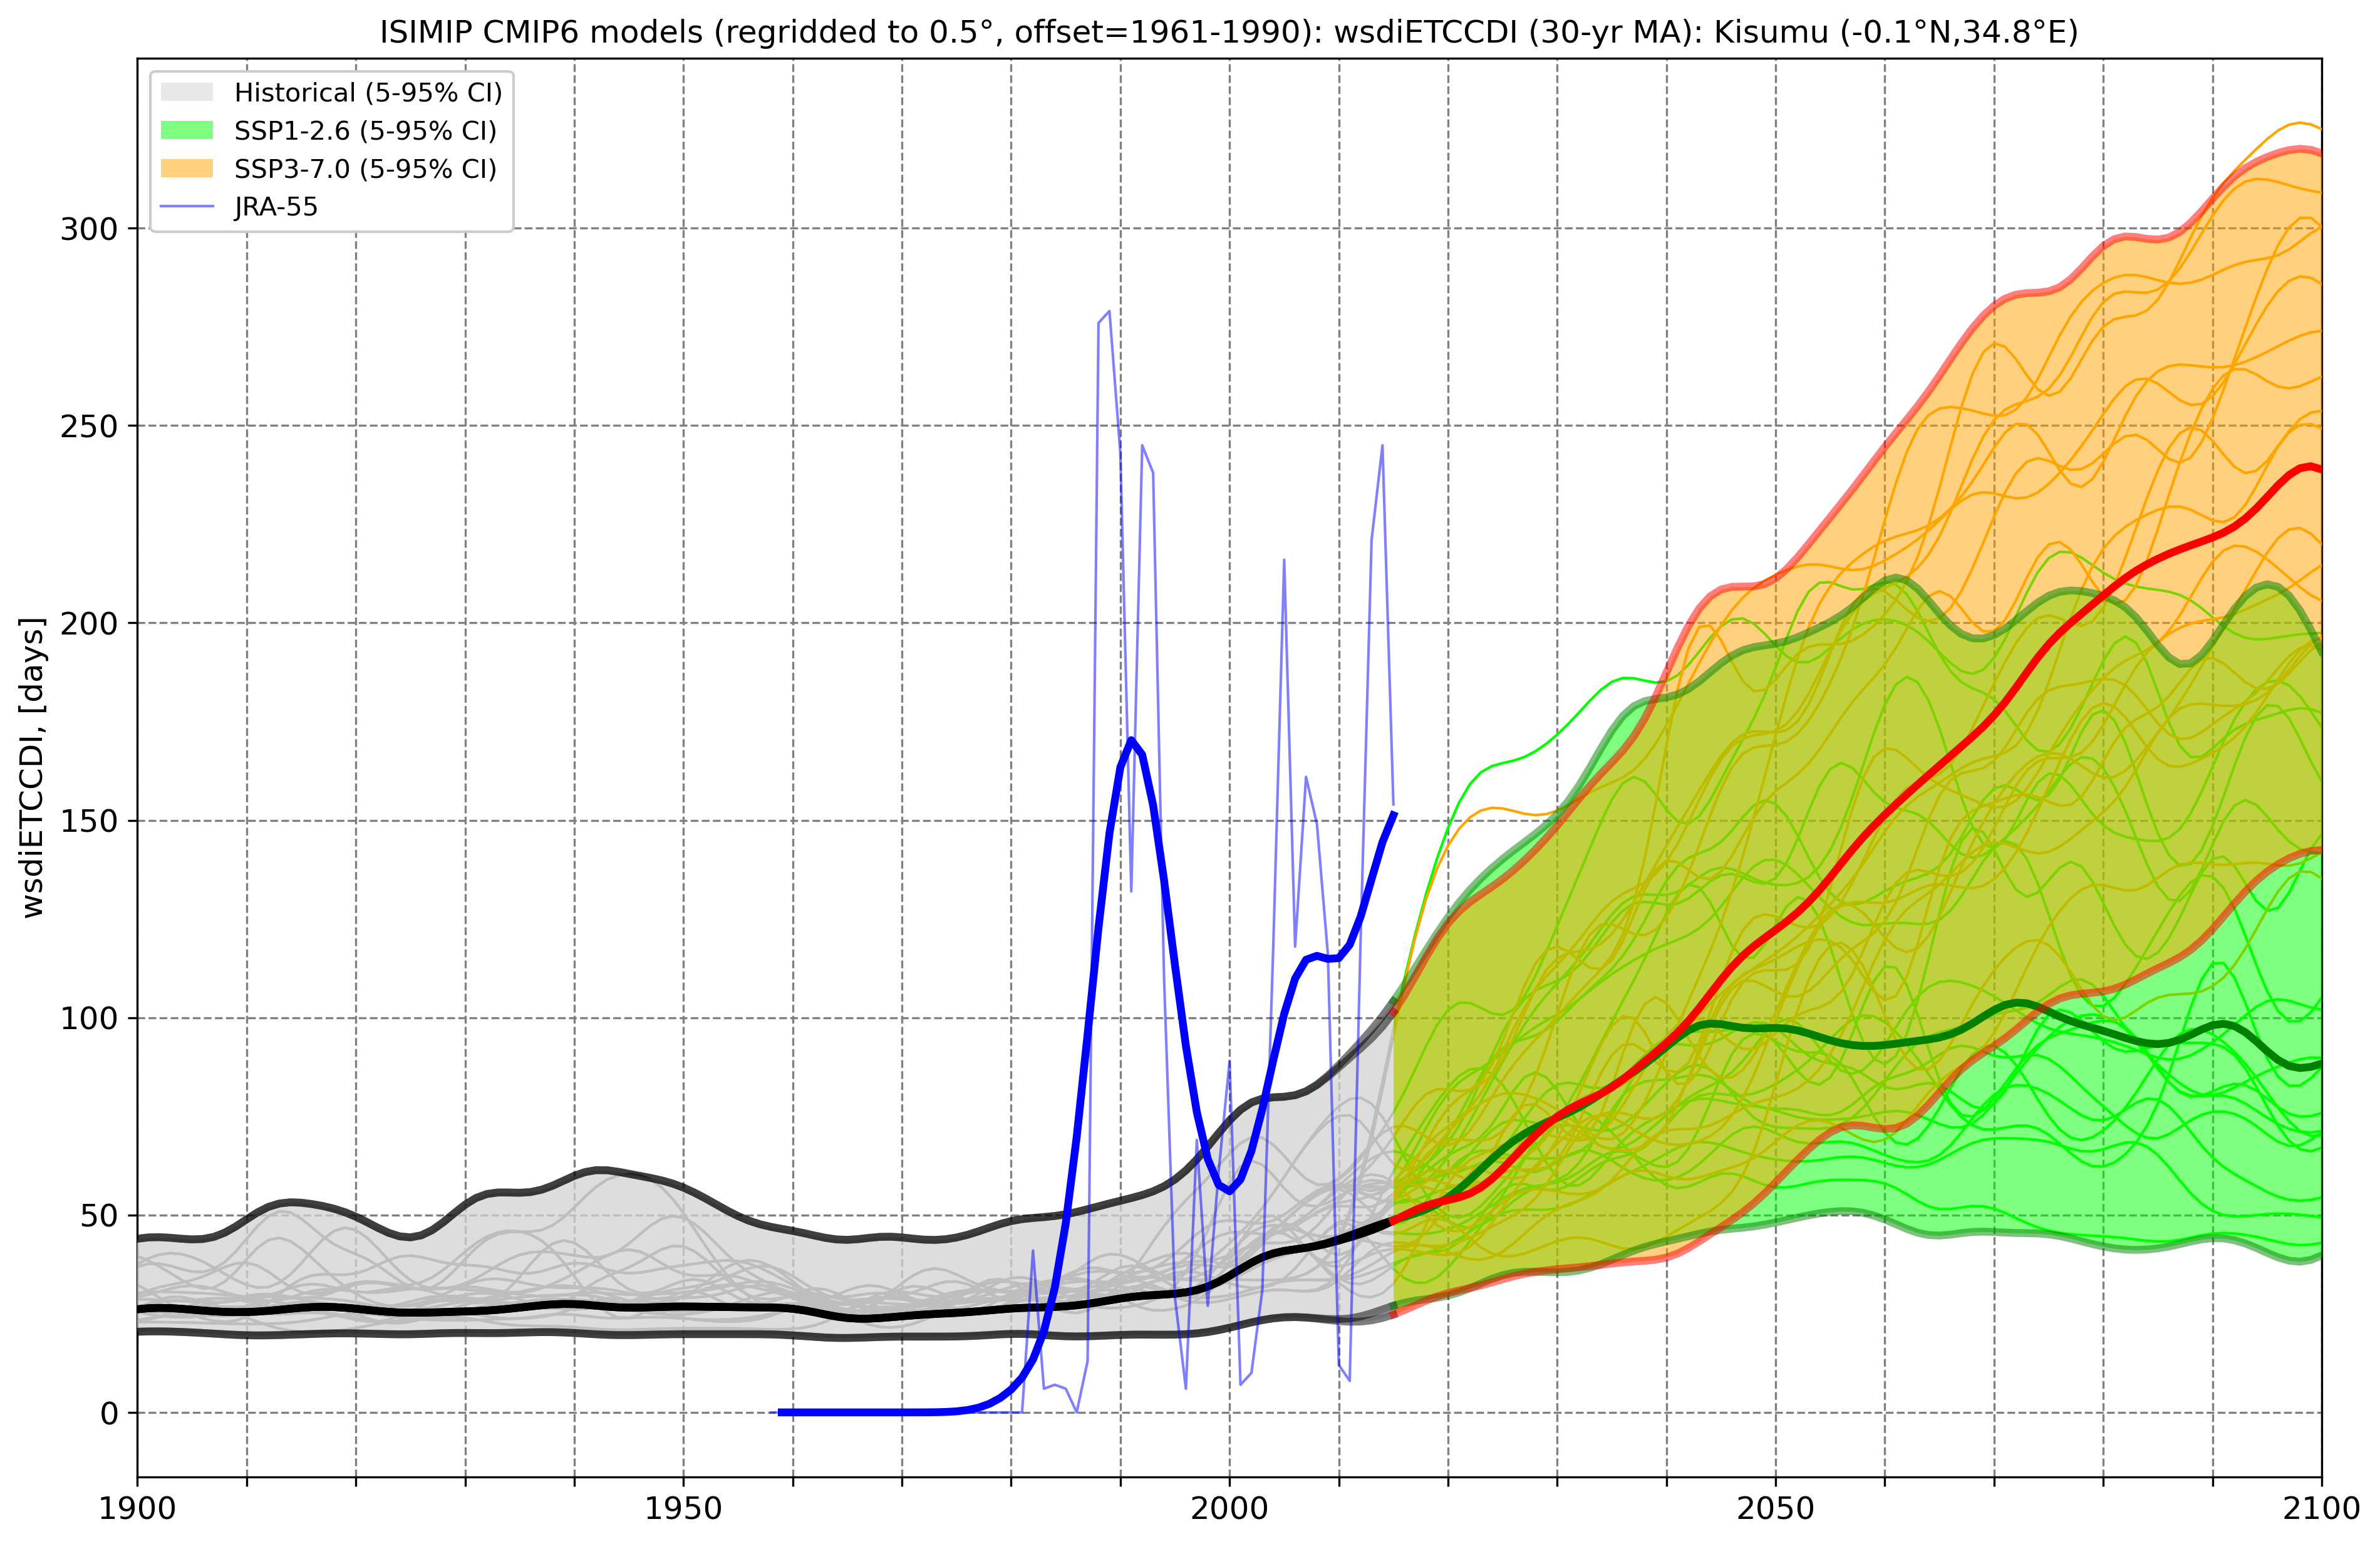 ISIMIP CMIP6 models (regridded to 0.5°, offset=1961-1990): wsdiETCCDI (30-yr MA): Kisumu (-0.1°N,34.8°E)
Historical (5-95% CI)
SSP1-2.6 (5-95% CI)
SSP3-7.0 (5-95% CI)
JRA-55
wsdiETCCDI, [days]
300
250
200
150
100
50
0
1900 1950 2000 2050 2100